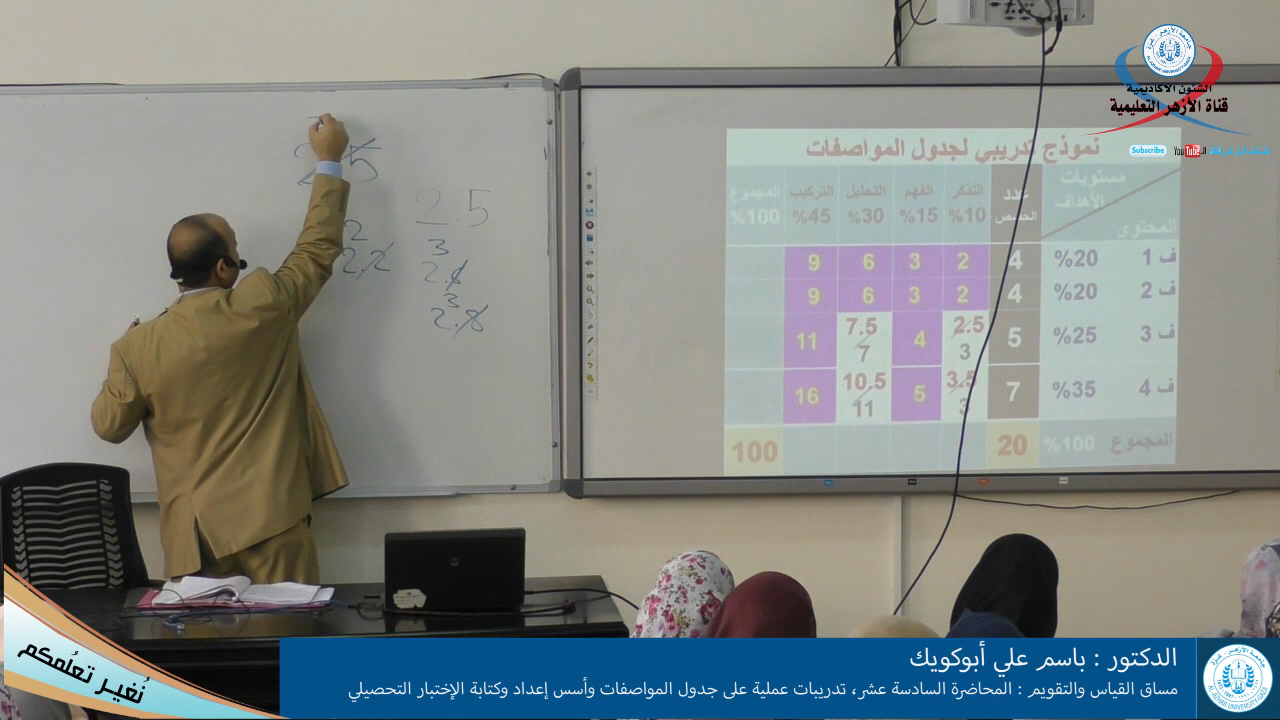 الشئون الأكاديمية
قناة الأزهر التعليمية
Subscribe YouTube
25
2.5
2
2.2
3
2.6
3
2.8
نموذج تدريبي لجدول المواصفات
مستويات الأهداف المحتوى عدد الحصص التذكر 10% الفهم 15% التحليل 30% التركيب 45% المجموع 100%
ف 1 20% 4 2 3 6 9
ف 2 20% 4 2 3 6 9
ف 3 25% 5 2.5 3 4 7.5 7 11
ف 4 35% 7 3.5 3 5 10.5 11 16
المجموع 100% 20 100
hp
نُغير تعلُمكم
الدكتور : باسم علي أبوكويك
مساق القياس والتقويم : المحاضرة السادسة عشر، تدريبات عملية على جدول المواصفات وأسس إعداد وكتابة الإختبار التحصيلي